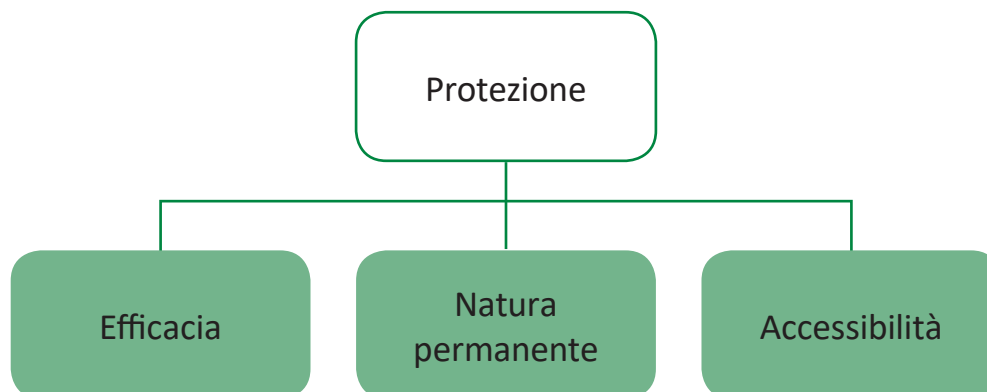 Protezione
Efficacia
Natura
permanente
Accessibilità